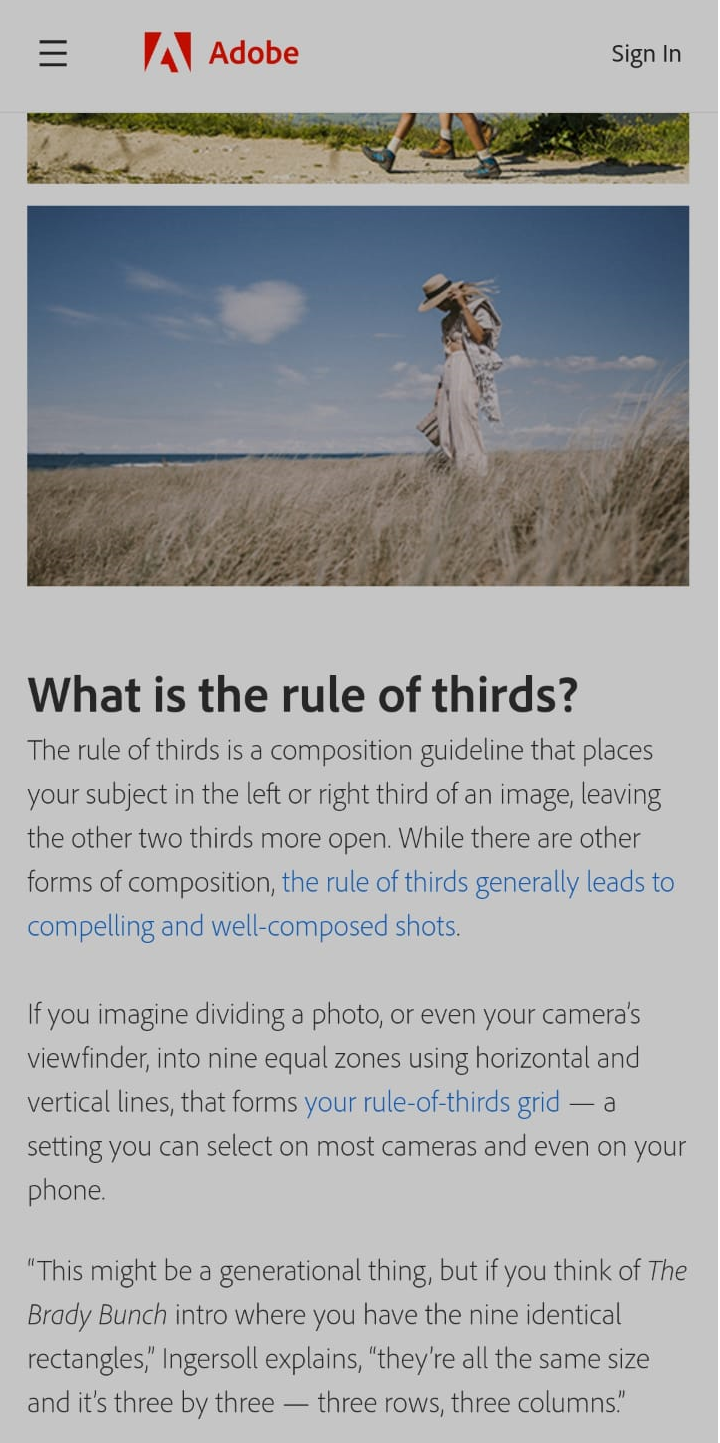 Adobe
Sign In
What is the rule of thirds?
The rule of thirds is a composition guideline that places
your subject in the left or right third of an image, leaving
the other two thirds more open. While there are other
forms of composition, the rule of thirds generally leads to
compelling and well-composed shots.
If you imagine dividing a photo, or even your camera’s
viewfinder, into nine equal zones using horizontal and
vertical lines, that forms your rule-of-thirds grid — a
setting you can select on most cameras and even on your
phone.
“This might be a generational thing, but if you think of The
Brady Bunch intro where you have the nine identical
rectangles,” Ingersoll explains, “they’re all the same size
and it’s three by three — three rows, three columns.”